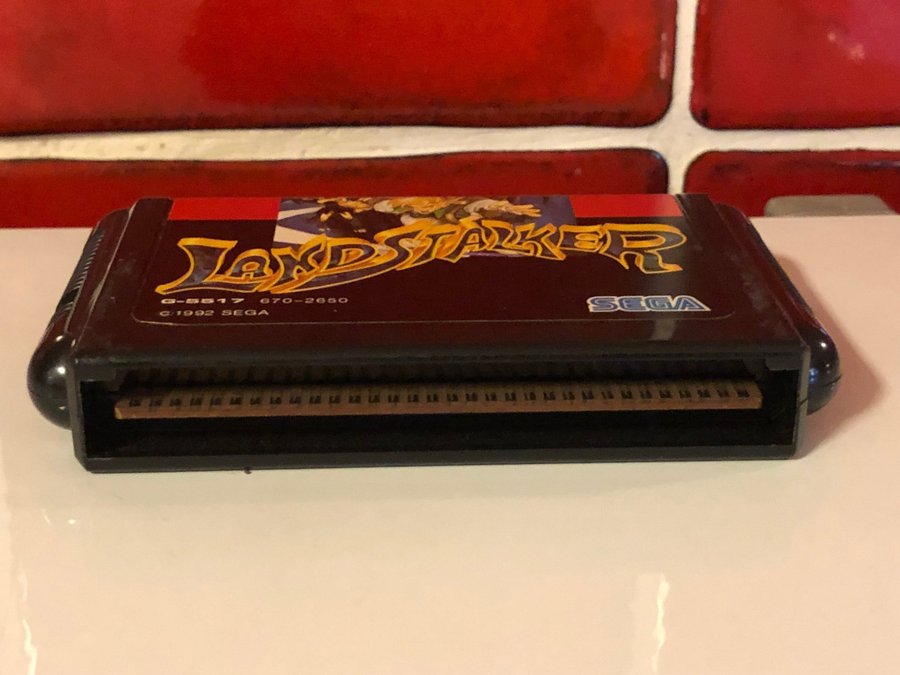 LANDSTALKER
G-5517 670-2650
©1992 SEGA
SEGA